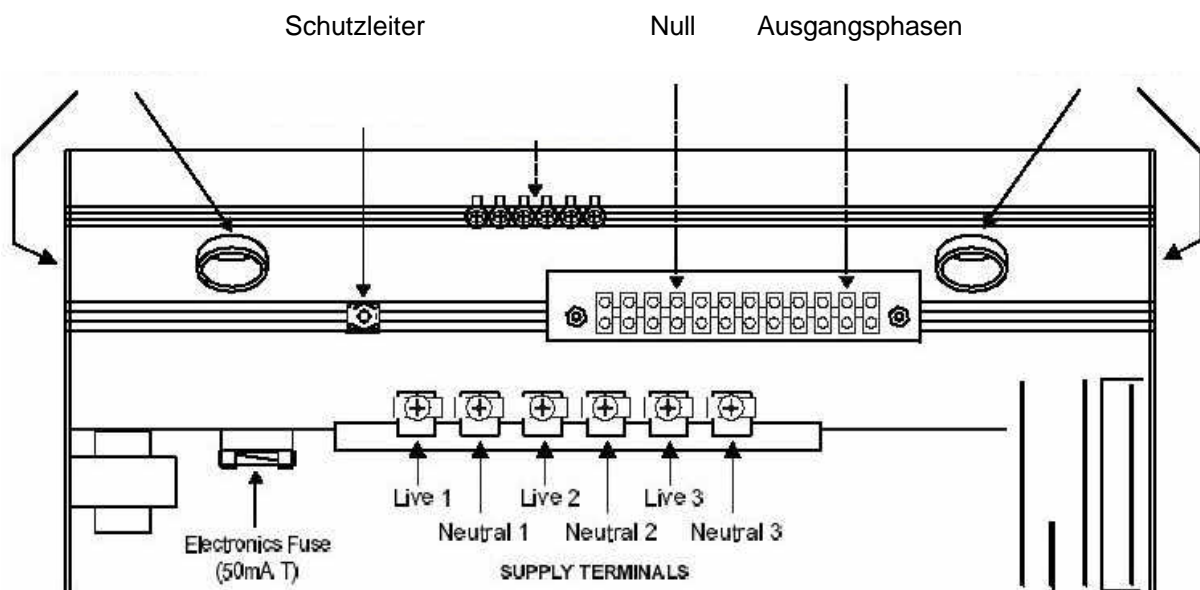 Schutzleiter Null Ausgangsphasen
Live 1 Live 2 Live 3
Neutral 1 Neutral 2 Neutral 3
Electronics Fuse
(50mA T)
SUPPLY TERMINALS